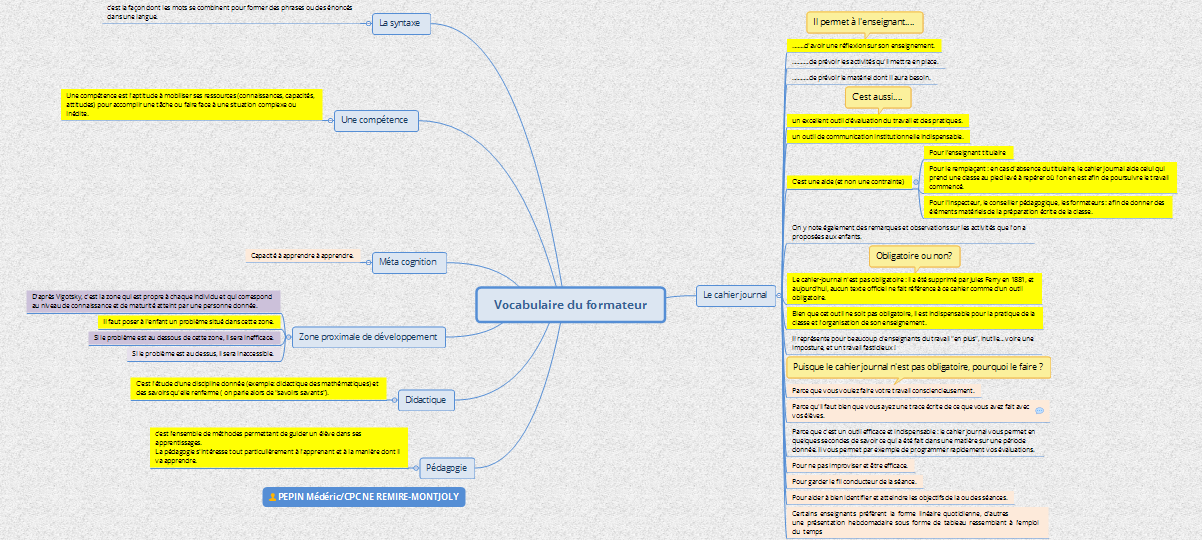 c'est la façon dont les mots se combinent pour former des phrases ou des énoncés
dans une langue.
La syntaxe
Une compétence est l'aptitude à mobiliser ses ressources (connaissances, capacités,
attitudes) pour accomplir une tâche ou faire face à une situation complexe ou
inédite.
Une compétence
Capacité à apprendre à apprendre.
Méta cognition
D'après Vigotsky, c'est la zone qui est propre à chaque individu et qui correspond
au niveau de connaissance et de maturité atteint par une personne donnée.
Il faut poser à l'enfant un problème situé dans cette zone.
Si le problème est au dessous de cette zone, il sera inefficace.
Si le problème est au dessus, il sera inaccessible.
Zone proximale de développement
C'est l'étude d'une discipline donnée (exemple: didactique des mathématiques) et
des savoirs qu'elle renferme ( on parle alors de "savoirs savants").
Didactique
c'est l'ensemble de méthodes permettant de guider un élève dans ses
apprentissages.
La pédagogie s'intéresse tout particulièrement à l'apprenant et à la manière dont il
va apprendre.
Pédagogie
PEPIN Médéric/CPC NE REMIRE-MONTJOLY
Vocabulaire du formateur
Le cahier journal
Il permet à l'enseignant....
........d'avoir une réflexion sur son enseignement.
..........de prévoir les activités qu'il mettra en place.
..........de prévoir le matériel dont il aura besoin.
C'est aussi....
un excellent outil d'évaluation du travail et des pratiques.
un outil de communication institutionnelle indispensable.
C'est une aide (et non une contrainte)
Pour l'enseignant titulaire
Pour le remplaçant : en cas d'absence du titulaire, le cahier journal aide celui qui
prend une classe au pied levé à repérer où l'on en est afin de poursuivre le travail
commencé.
Pour l'inspecteur, le conseiller pédagogique, les formateurs : afin de donner des
éléments matériels de la préparation écrite de la classe.
On y note également des remarques et observations sur les activités que l'on a
proposées aux enfants.
Obligatoire ou non?
Le cahier-journal n'est pas obligatoire : il a été supprimé par Jules Ferry en 1881, et
aujourd'hui, aucun texte officiel ne fait référence à ce cahier comme d'un outil
obligatoire.
Bien que cet outil ne soit pas obligatoire, il est indispensable pour la pratique de la
classe et l'organisation de son enseignement.
Il représente pour beaucoup d'enseignants du travail "en plus", inutile... voire une
imposture, et un travail fastidieux !
Puisque le cahier journal n'est pas obligatoire, pourquoi le faire ?
Parce que vous voulez faire votre travail consciencieusement.
Parce qu'il faut bien que vous ayez une trace écrite de ce que vous avez fait avec
vos élèves.
Parce que c'est un outil efficace et indispensable : le cahier journal vous permet en
quelques secondes de savoir ce qui a été fait dans une matière sur une période
donnée. Il vous permet par exemple de programmer rapidement vos évaluations.
Pour ne pas improviser et être efficace.
Pour garder le fil conducteur de la séance.
Pour aider à bien identifier et atteindre les objectifs de la ou des séances.
Certains enseignants préfèrent la forme linéaire quotidienne, d'autres
une présentation hebdomadaire sous forme de tableau ressemblant à l'emploi
du temps